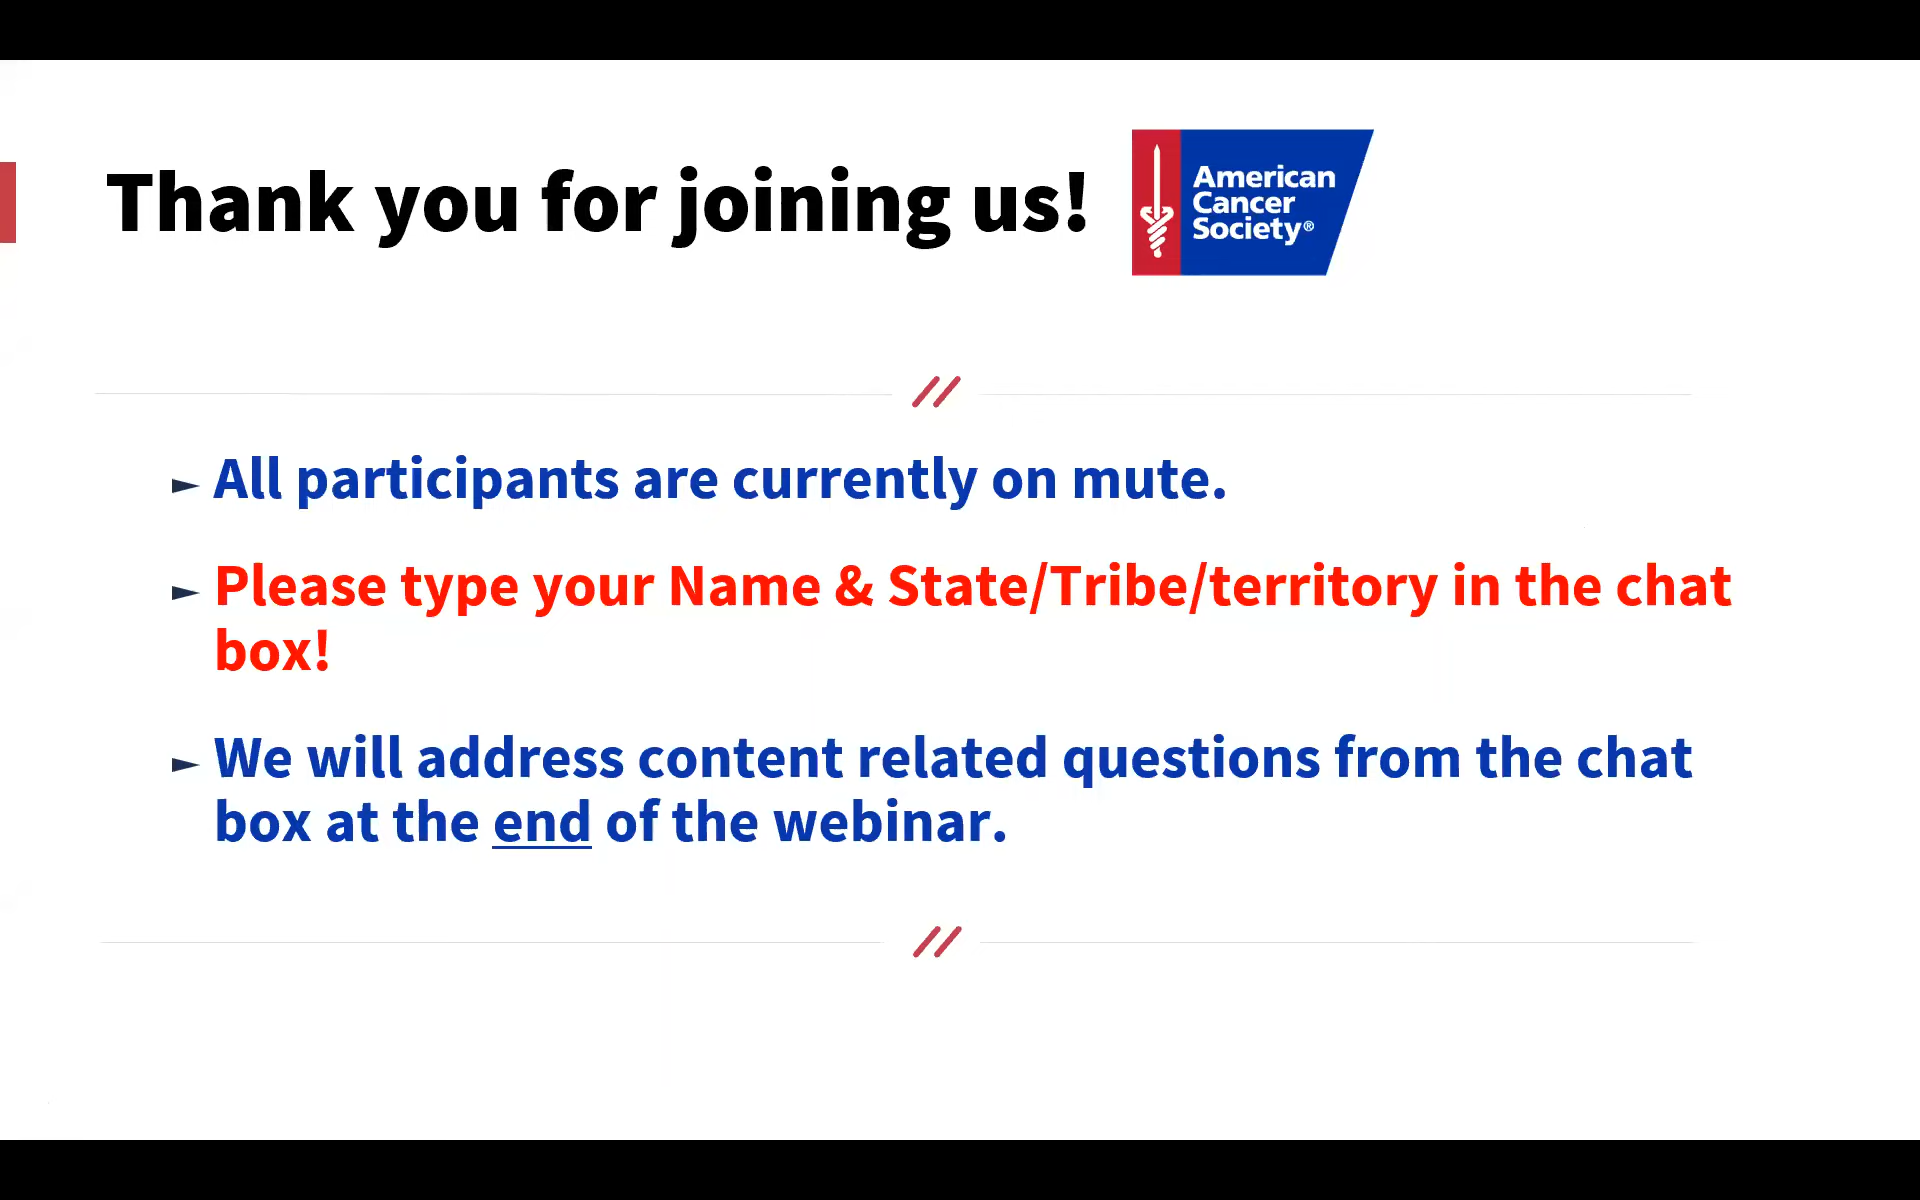 Thank you for joining us!
American
Cancer
Society®
► All participants are currently on mute.
► Please type your Name & State/Tribe/territory in the chat
box!
► We will address content related questions from the chat
box at the end of the webinar.